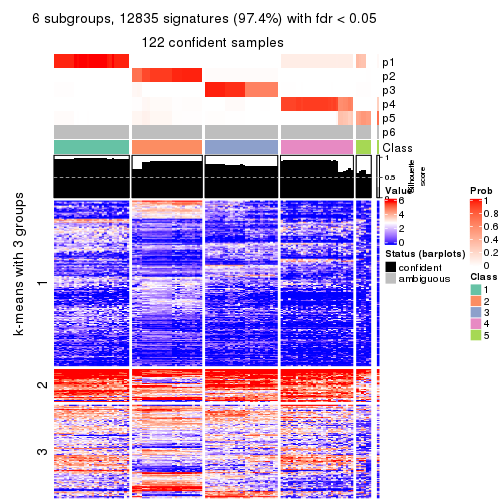 6 subgroups, 12835 signatures (97.4%) with fdr < 0.05
122 confident samples
p1
p2
p3
p4
p5
p6
Class
1
0.5
0
Silhouette
score
k-means with 3 groups
1
2
3
Value
6
4
2
0
Status (barplots)
confident
ambiguous
Prob
1
0.8
0.6
0.4
0.2
0
Class
1
2
3
4
5